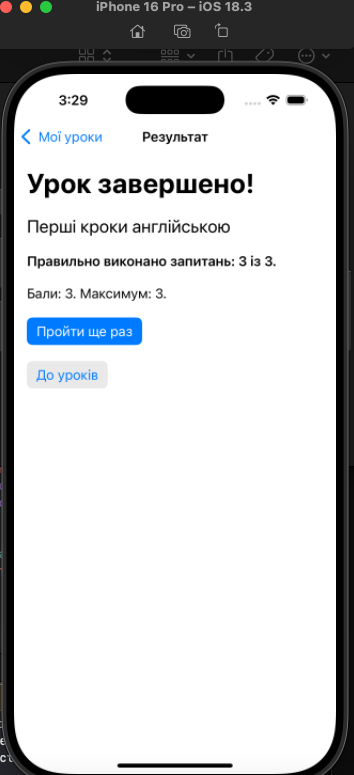 iPhone 16 Pro – iOS 18.3
3:29
Мої уроки
Результат
Урок завершено!
Перші кроки англійською
Правильно виконано запитань: 3 із 3.
Бали: 3. Максимум: 3.
Пройти ще раз
До уроків